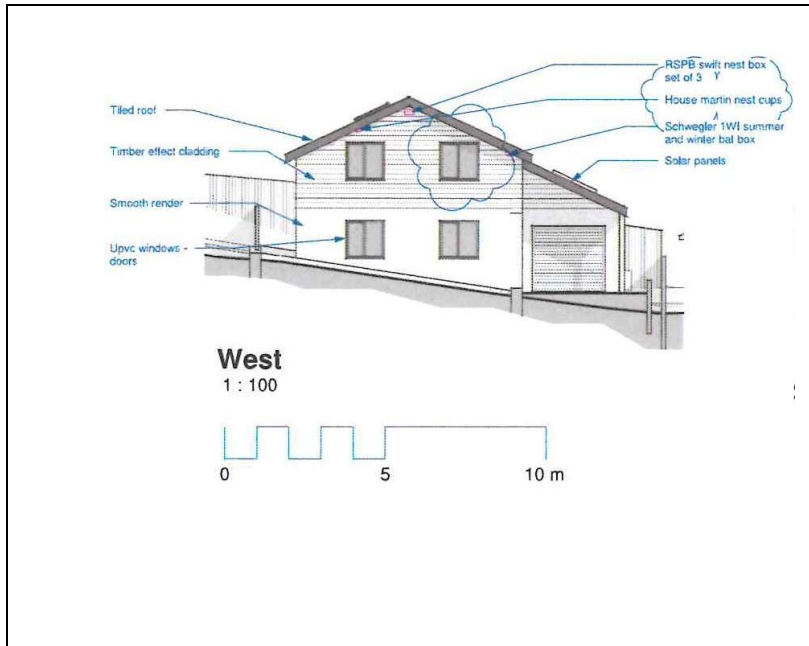 RSPB swift nest box
set of 3
House martin nest cups
Schwegler 1WI summer
and winter bat box
Solar panels
Tiled roof
Timber effect cladding
Smooth render
Upvc windows -
doors
West
1 : 100
0 5 10 m